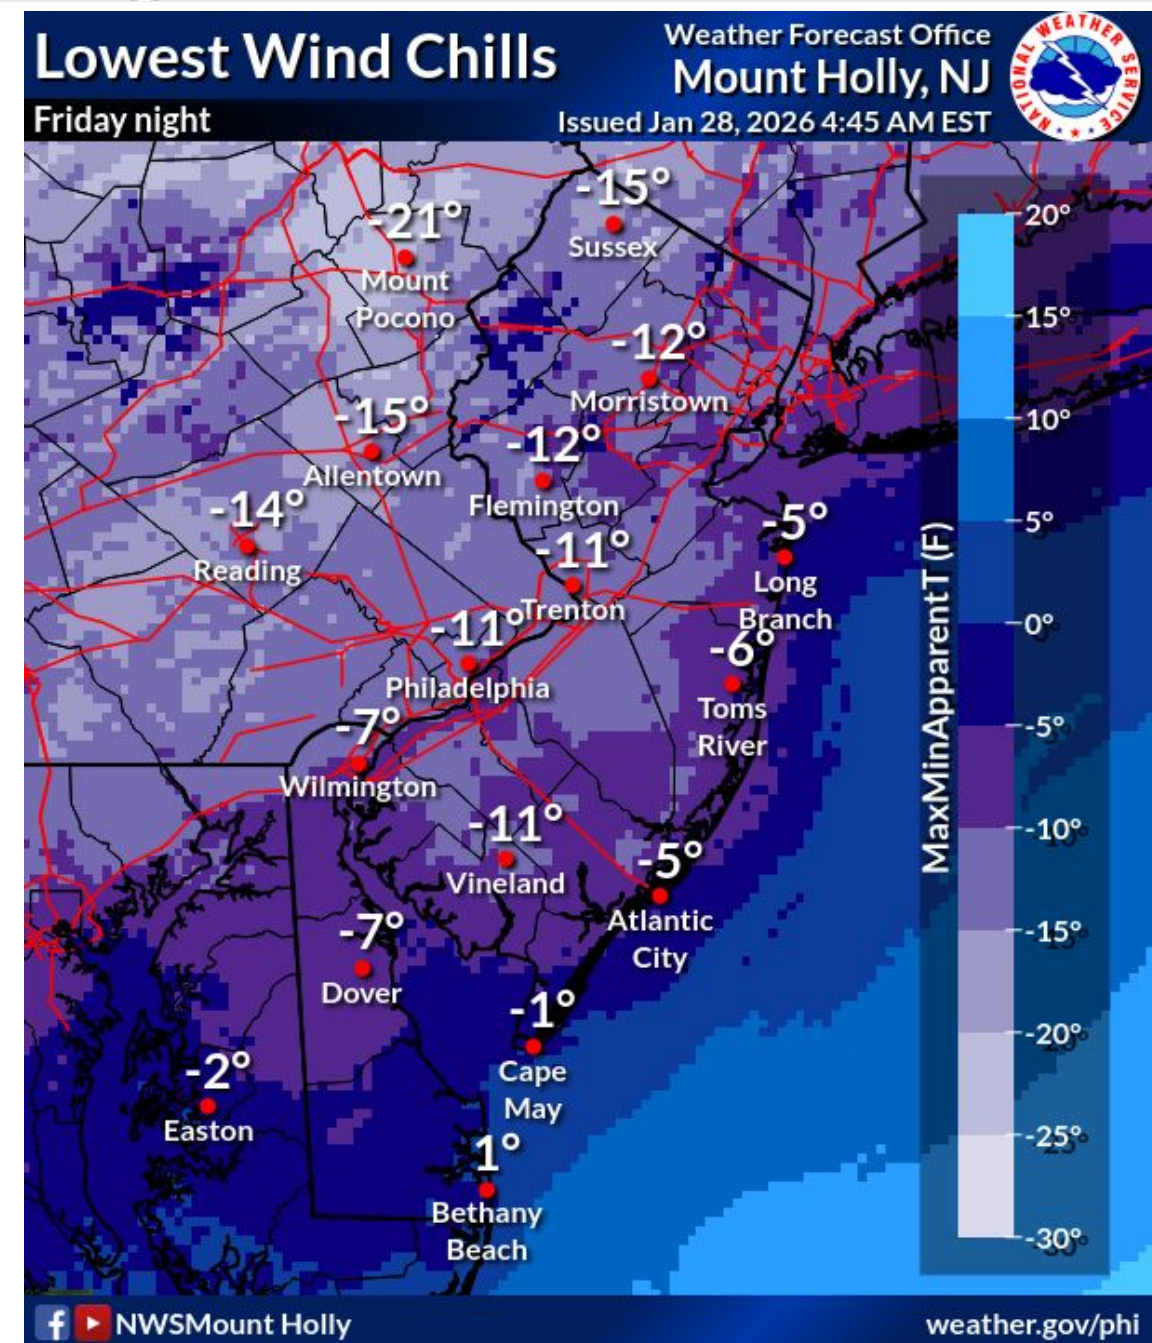 Lowest Wind Chills
Weather Forecast Office
Mount Holly, NJ
Friday night
Issued Jan 28, 2026 4:45 AM EST
NATIONAL WEATHER SERVICE
-15°
Sussex
-21°
Mount
Pocono
-12°
Morristown
-15°
Allentown
-12°
Flemington
-14°
Reading
-5°
Long
Branch
-11°
Trenton
-11°
Philadelphia
-6°
Toms
River
-7°
Wilmington
-11°
Vineland
-5°
Atlantic
City
-7°
Dover
-1°
Cape
May
-2°
Easton
1°
Bethany
Beach
MaxMinApparentT (F)
20°
15°
10°
5°
0°
-5°
-10°
-15°
-20°
-25°
-30°
NWSMount Holly
weather.gov/phi